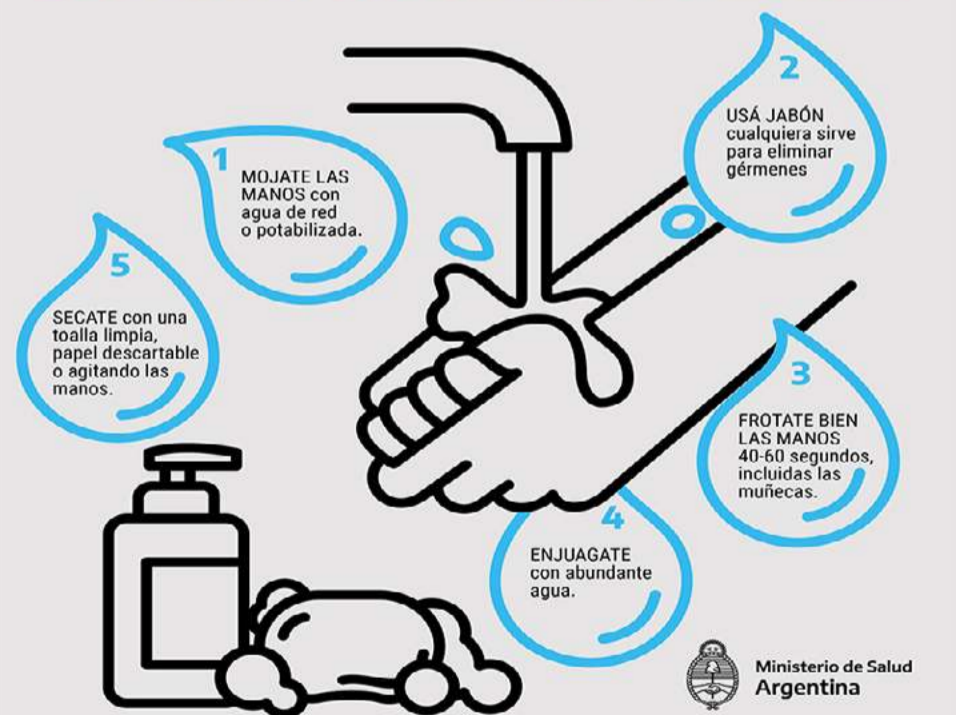 1
MOJATE LAS
MANOS con
agua de red
o potabilizada.
2
USÁ JABÓN
cualquiera sirve
para eliminar
gérmenes
3
FROTATE BIEN
LAS MANOS
40-60 segundos,
incluidas las
muñecas.
4
ENJUAGATE
con abundante
agua.
5
SECATE con una
toalla limpia,
papel descartable
o agitando las
manos.
Ministerio de Salud
Argentina